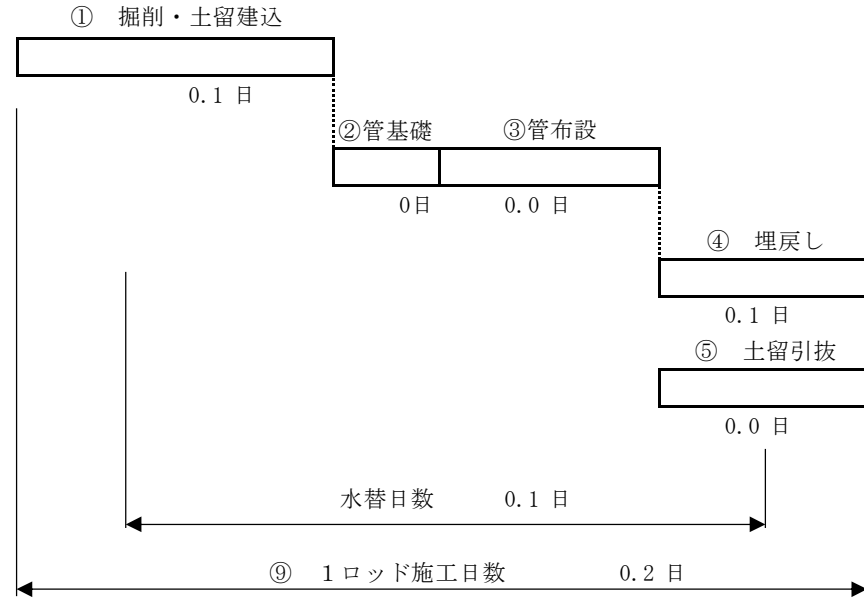 ① 掘削・土留建込
0.1 日
②管基礎 ③管布設
0日 0.0 日
④ 埋戻し
0.1 日
⑤ 土留引抜
0.0 日
水替日数 0.1 日
⑨ 1ロッド施工日数 0.2 日